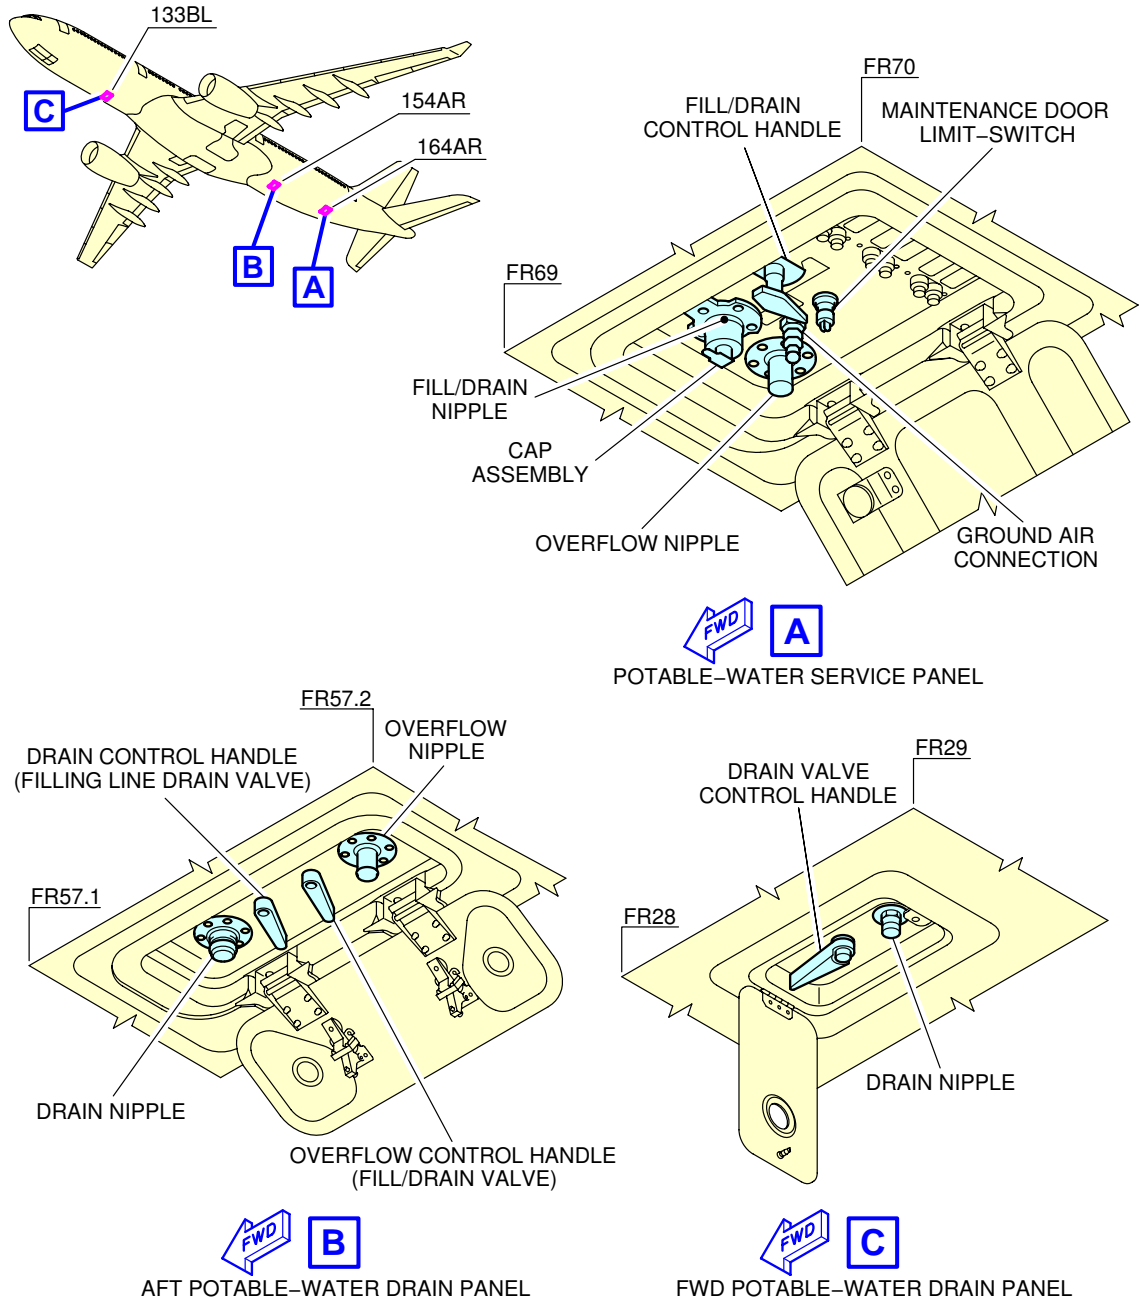 133BL
C
154AR
164AR
B
A
FR70
FILL/DRAIN
CONTROL HANDLE
MAINTENANCE DOOR
LIMIT–SWITCH
FR69
FILL/DRAIN
NIPPLE
CAP
ASSEMBLY
OVERFLOW NIPPLE
GROUND AIR
CONNECTION
FWD
A
POTABLE–WATER SERVICE PANEL
FR57.2
OVERFLOW
NIPPLE
DRAIN CONTROL HANDLE
(FILLING LINE DRAIN VALVE)
FR57.1
DRAIN NIPPLE
OVERFLOW CONTROL HANDLE
(FILL/DRAIN VALVE)
FWD
B
AFT POTABLE–WATER DRAIN PANEL
FR29
DRAIN VALVE
CONTROL HANDLE
FR28
DRAIN NIPPLE
FWD
C
FWD POTABLE–WATER DRAIN PANEL